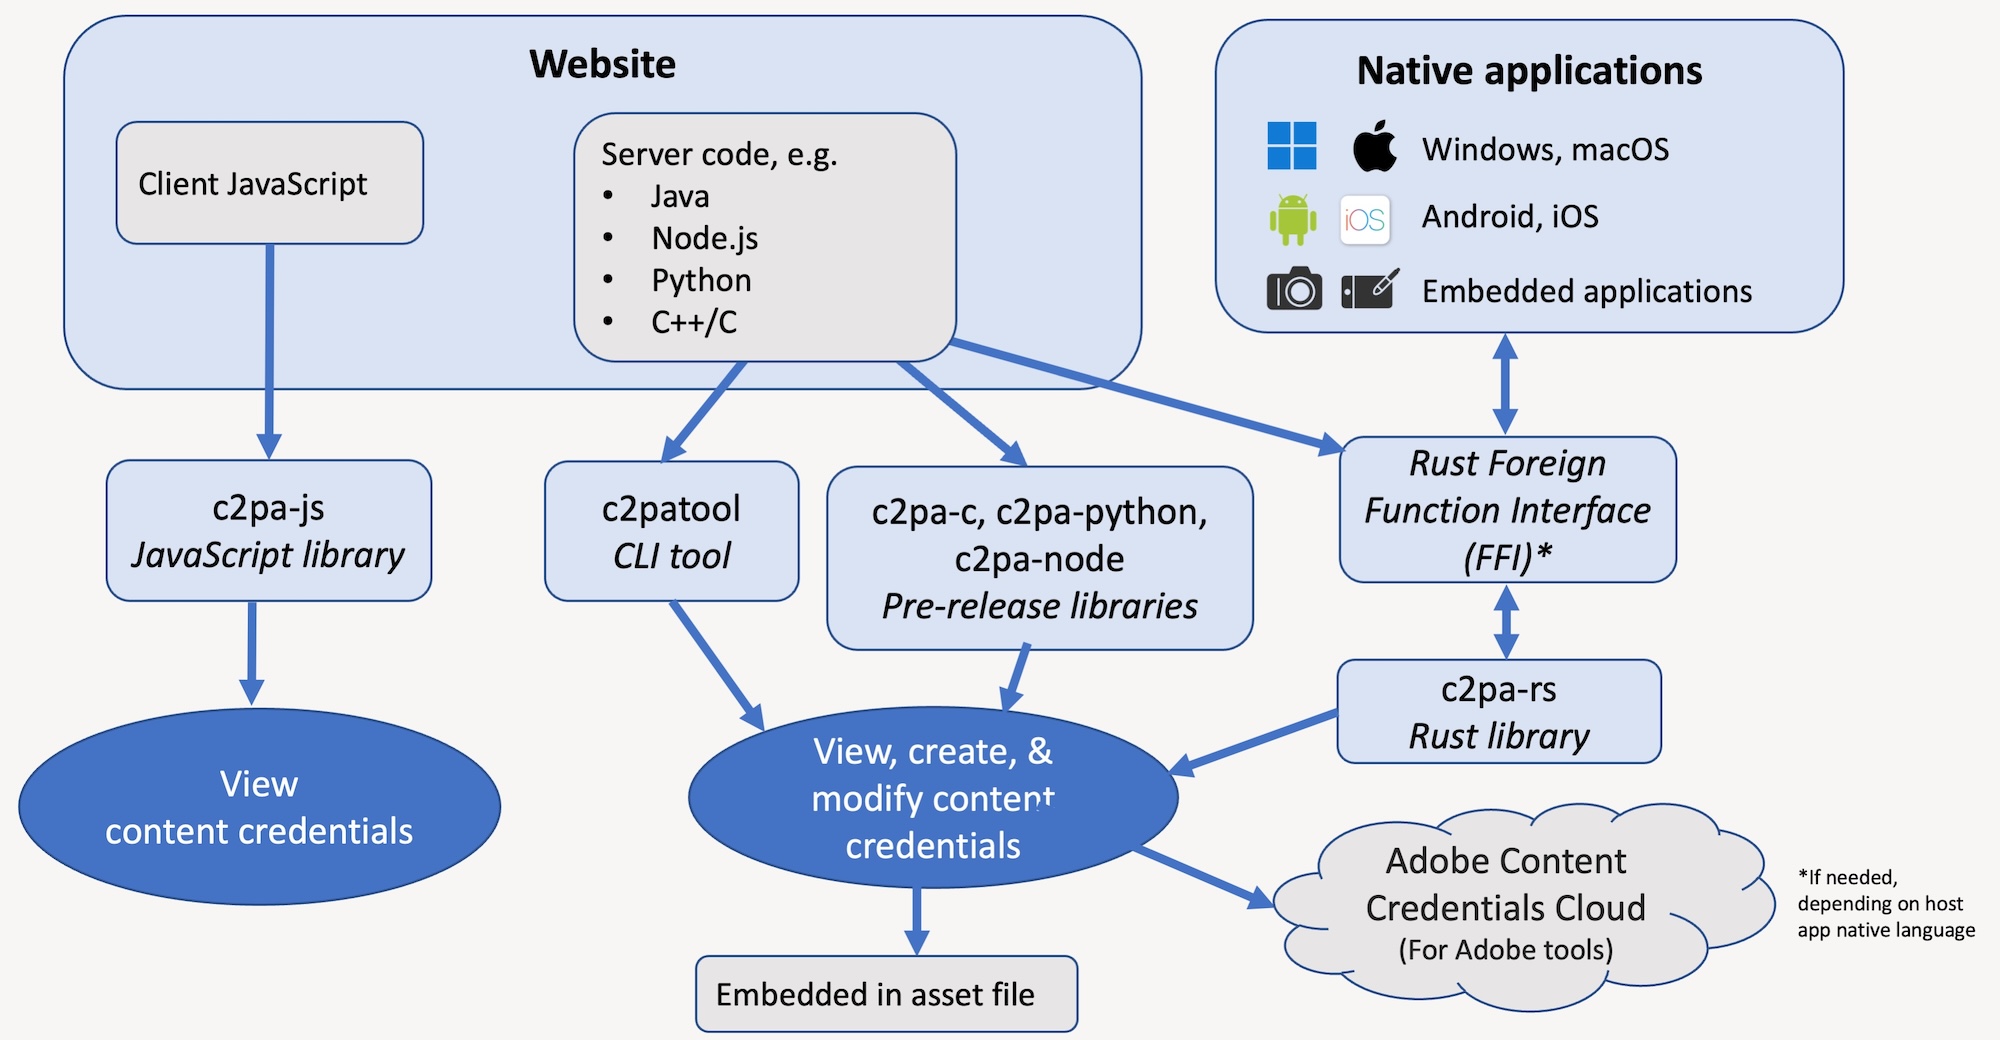 Website
Client JavaScript
Server code, e.g.
• Java
• Node.js
• Python
• C++/C
Native applications
Windows, macOS
iOS
Android, iOS
Embedded applications
c2pa-js
JavaScript library
c2patool
CLI tool
c2pa-c, c2pa-python,
c2pa-node
Pre-release libraries
Rust Foreign
Function Interface
(FFI)*
c2pa-rs
Rust library
View
content credentials
View, create, &
modify content
credentials
Adobe Content
Credentials Cloud
(For Adobe tools)
*If needed,
depending on host
app native language
Embedded in asset file